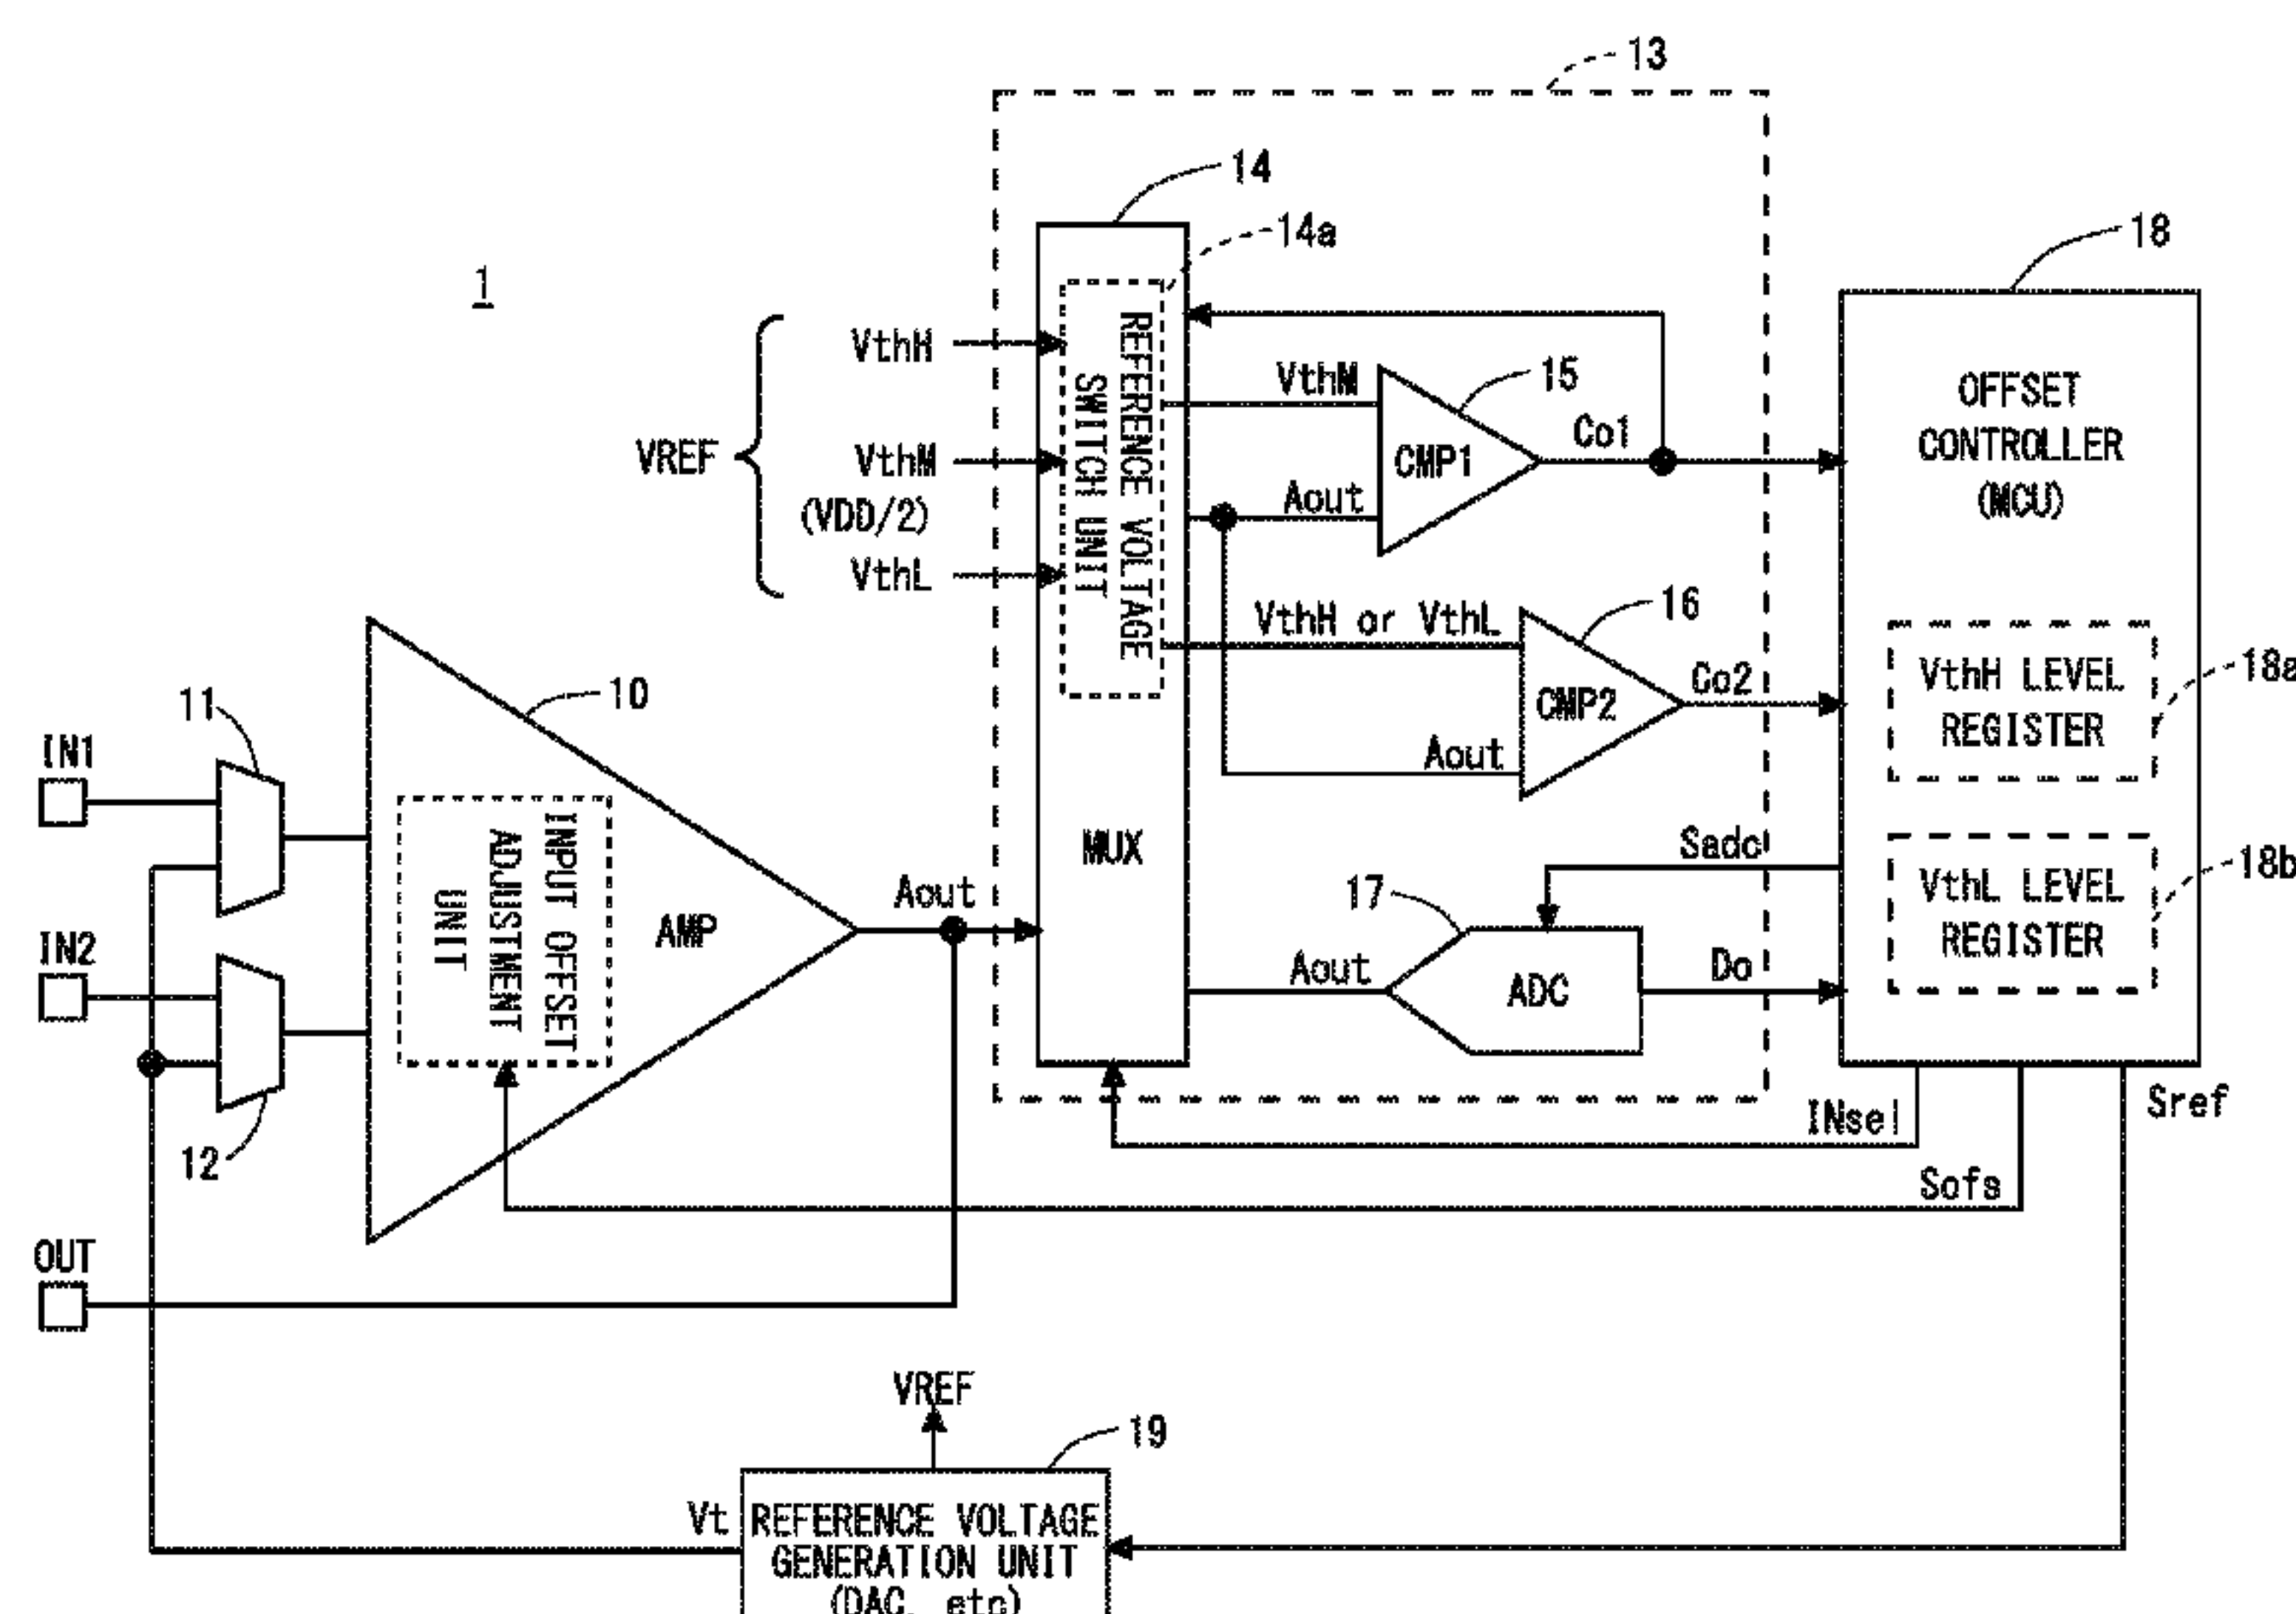 13
14
14a
18
1
VthH
VREF
VthM
(VDD/2)
VthL
REFERENCE VOLTAGE
SWITCH UNIT
MUX
VthM
15
CMP1
Co1
Aout
VthH or VthL
16
CMP2
Co2
Aout
Sadc
17
Aout
ADC
Do
OFFSET
CONTROLLER
(MCU)
VthH LEVEL
REGISTER
18a
VthL LEVEL
REGISTER
18b
11
10
IN1
IN2
12
INPUT OFFSET
ADJUSTMENT
UNIT
AMP
Aout
INsel
Sref
Sofs
OUT
VREF
19
Vt
REFERENCE VOLTAGE
GENERATION UNIT
(DAC, etc)